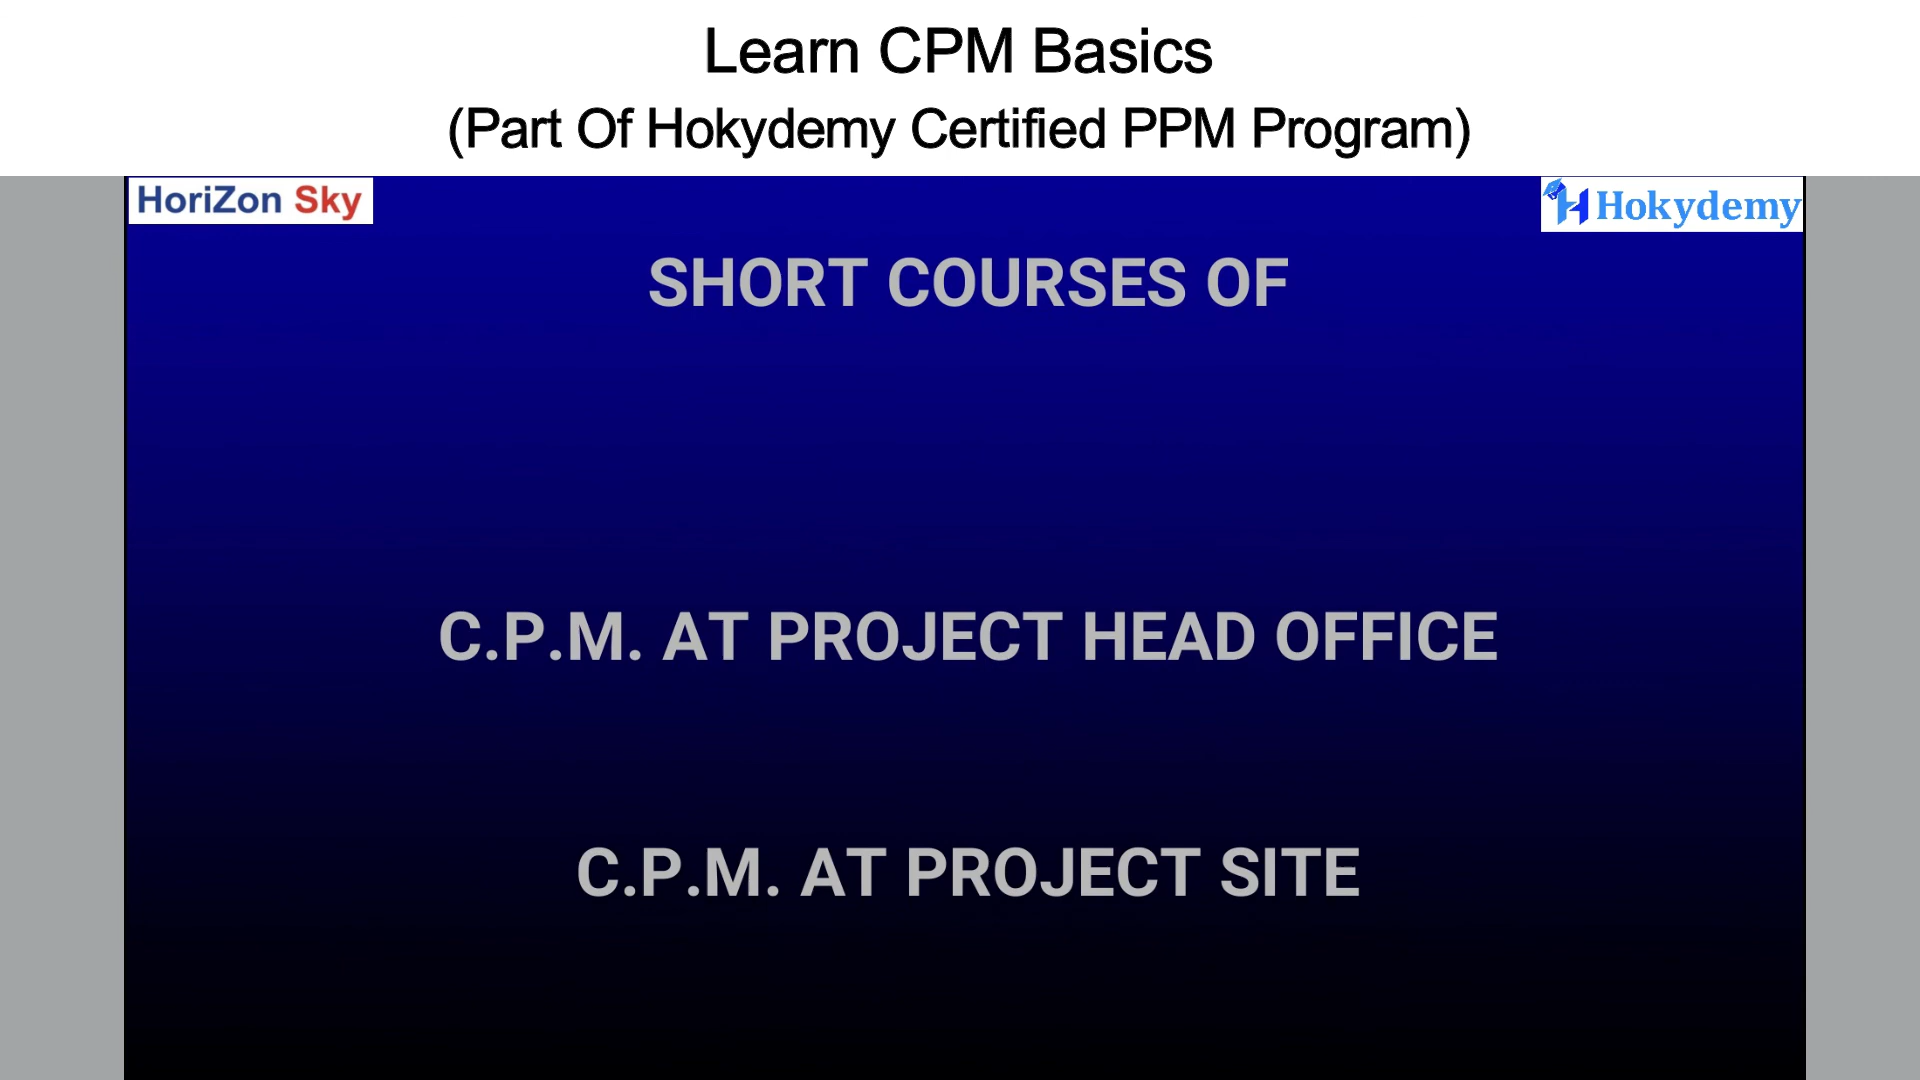 Learn CPM Basics
(Part Of Hokydemy Certified PPM Program)
HoriZon Sky
Hokydemy
SHORT COURSES OF
C.P.M. AT PROJECT HEAD OFFICE
C.P.M. AT PROJECT SITE